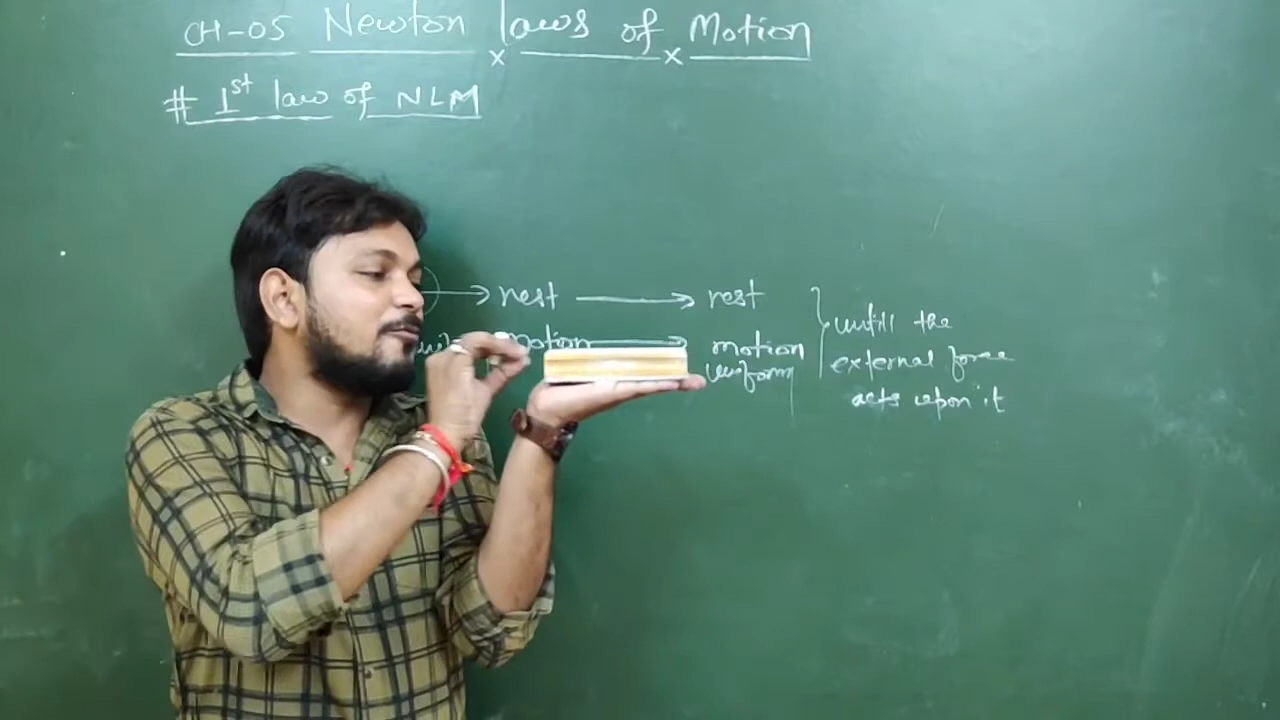 CH-05 Newton laws of Motion
# 1st law of NLM
rest → rest
motion → motion
uniform
untill the
external force
acts upon it